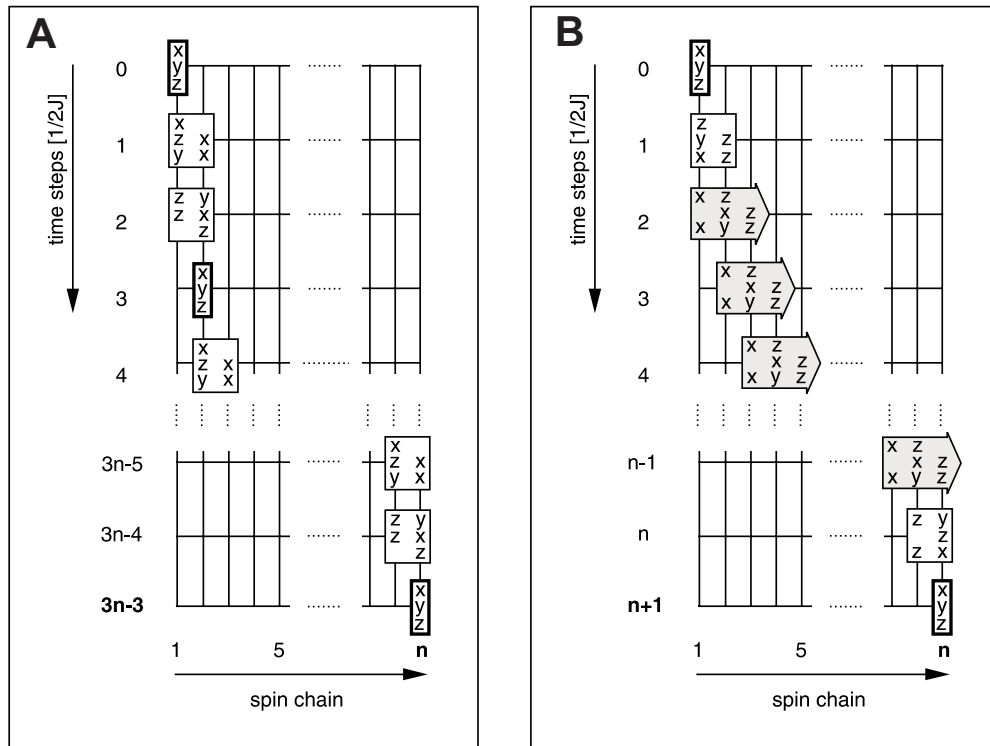 A
time steps [1/2J]
0
x
y
z
1
x
z x
y x
2
z y
z x
z
3
x
y
z
4
x
z x
y x
3n-5
x
z x
y x
3n-4
z y
z x
z
3n-3
x
y
z
1 5 n
spin chain
B
time steps [1/2J]
0
x
y
z
1
z
y z
x z
2
x z
x z
x y z
3
x z
x z
x y z
4
x z
x z
x y z
n-1
x z
x z
x y z
n
z y
z
z x
n+1
x
y
z
1 5 n
spin chain